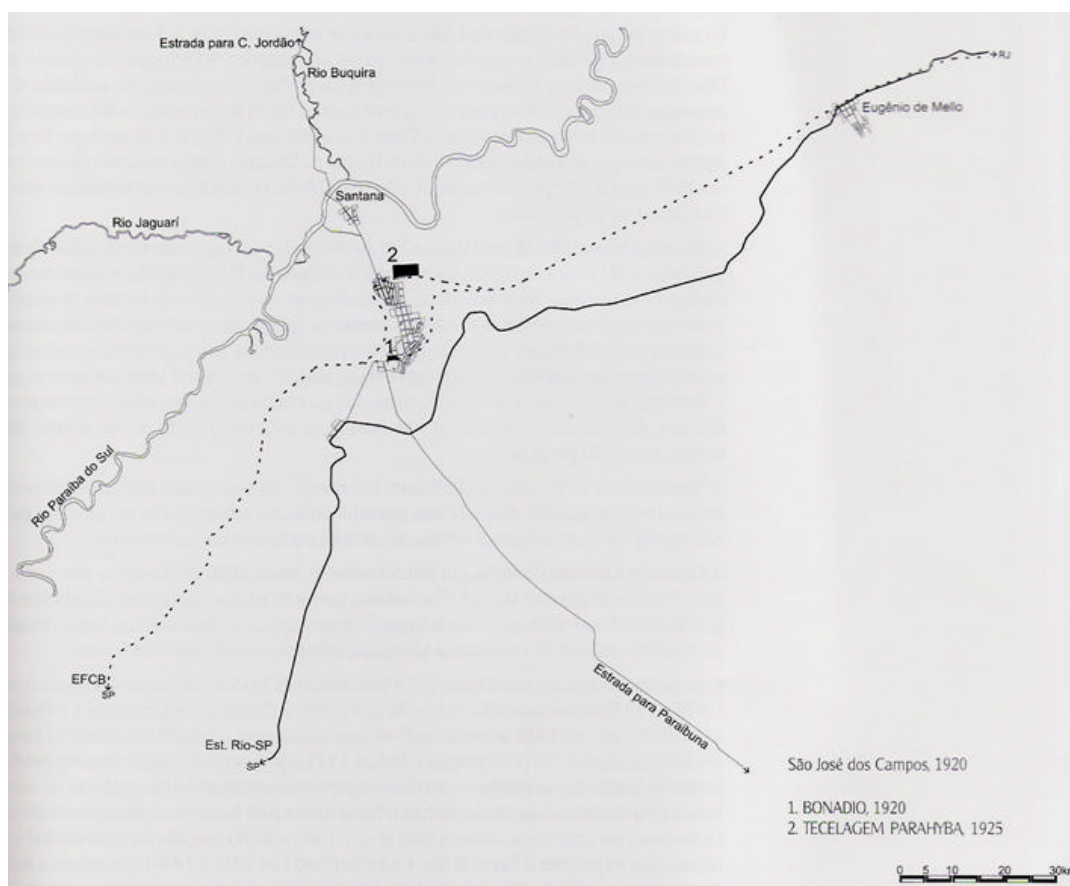 Estrada para C. Jordão
Rio Buquira
RJ
Eugênio de Mello
Santana
Rio Jaguarí
2
1
Rio Paraíba do Sul
EFCB
SP
Estrada para Paraibuna
Est. Rio-SP
SP
São José dos Campos, 1920
1. BONADIO, 1920
2. TECELAGEM PARAHYBA, 1925
0 5 10 20 30k